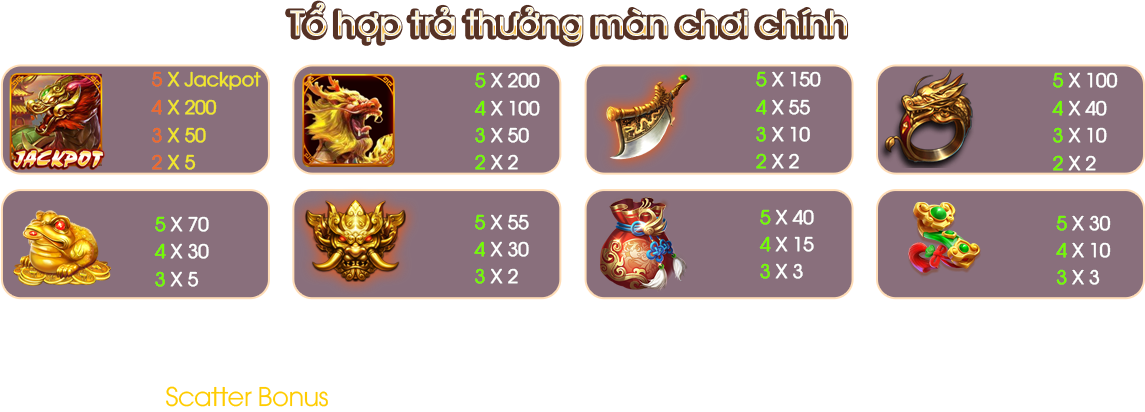 Tổ hợp trả thưởng màn chơi chính
JACKPOT
5 X Jackpot
4 X 200
3 X 50
2 X 5
5 X 200
4 X 100
3 X 50
2 X 2
5 X 150
4 X 55
3 X 10
2 X 2
5 X 100
4 X 40
3 X 10
2 X 2
5 X 70
4 X 30
3 X 5
5 X 55
4 X 30
3 X 2
5 X 40
4 X 15
3 X 3
5 X 30
4 X 10
3 X 3
Scatter Bonus